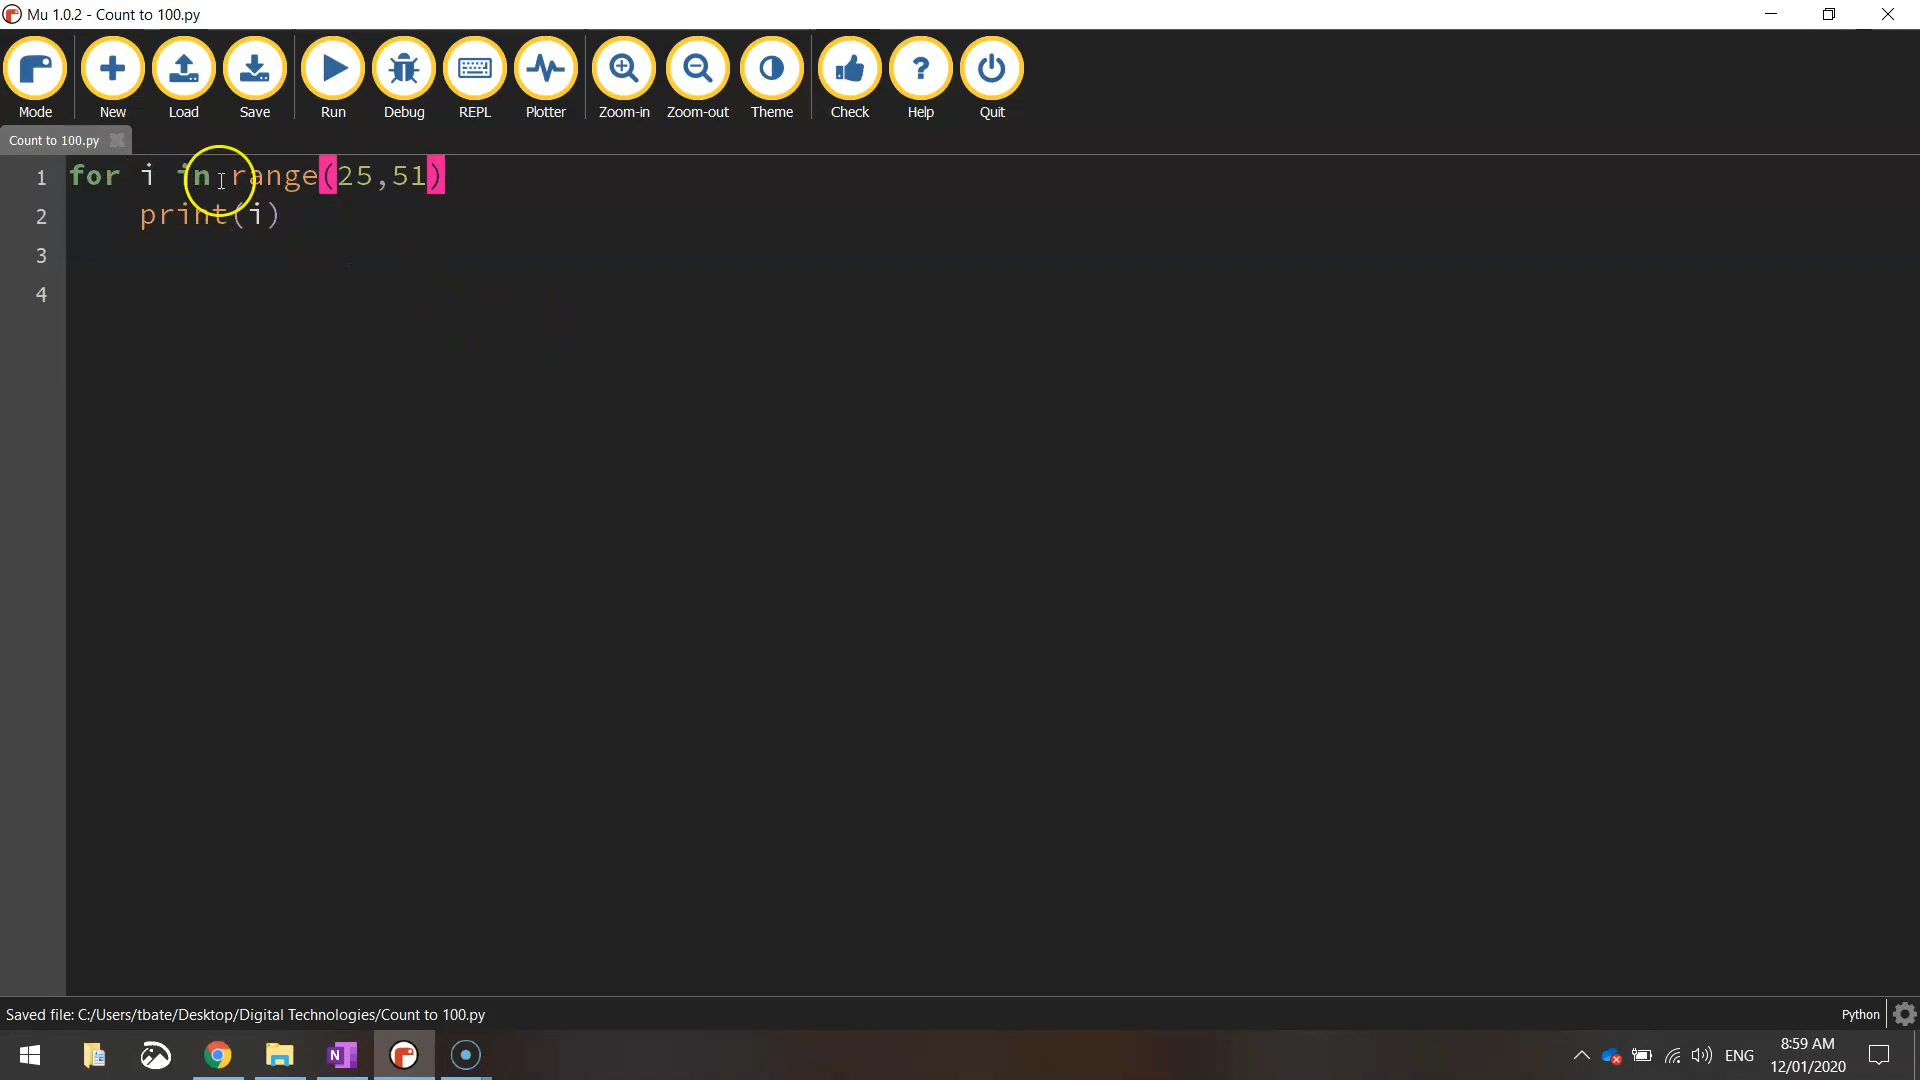 Mu 1.0.2 - Count to 100.py
Mode New Load Save Run Debug REPL Plotter Zoom-in Zoom-out Theme Check Help Quit
Count to 100.py
1 for i in range(25,51)
2 print(i)
3
4
Saved file: C:/Users/tbate/Desktop/Digital Technologies/Count to 100.py Python
ENG 8:59 AM
12/01/2020